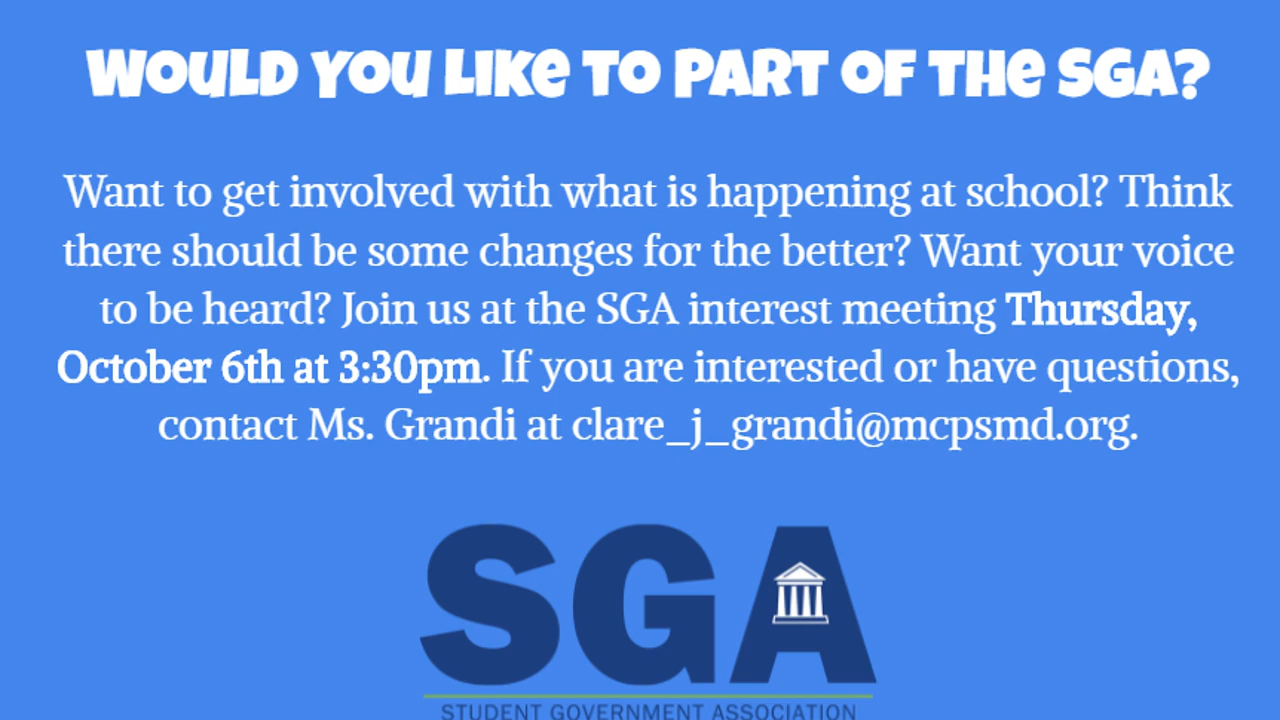 WOULD YOU LIKE TO PART OF THE SGA?
Want to get involved with what is happening at school? Think
there should be some changes for the better? Want your voice
to be heard? Join us at the SGA interest meeting Thursday,
October 6th at 3:30pm. If you are interested or have questions,
contact Ms. Grandi at clare_j_grandi@mcpsmd.org.
SGA
STUDENT GOVERNMENT ASSOCIATION